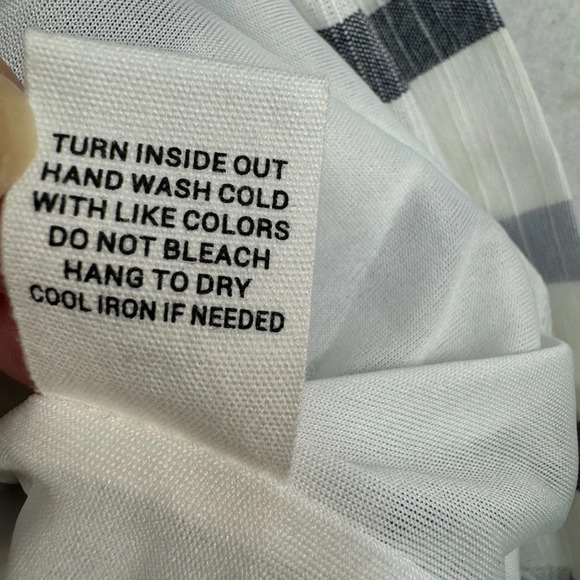 TURN INSIDE OUT
HAND WASH COLD
WITH LIKE COLORS
DO NOT BLEACH
HANG TO DRY
COOL IRON IF NEEDED